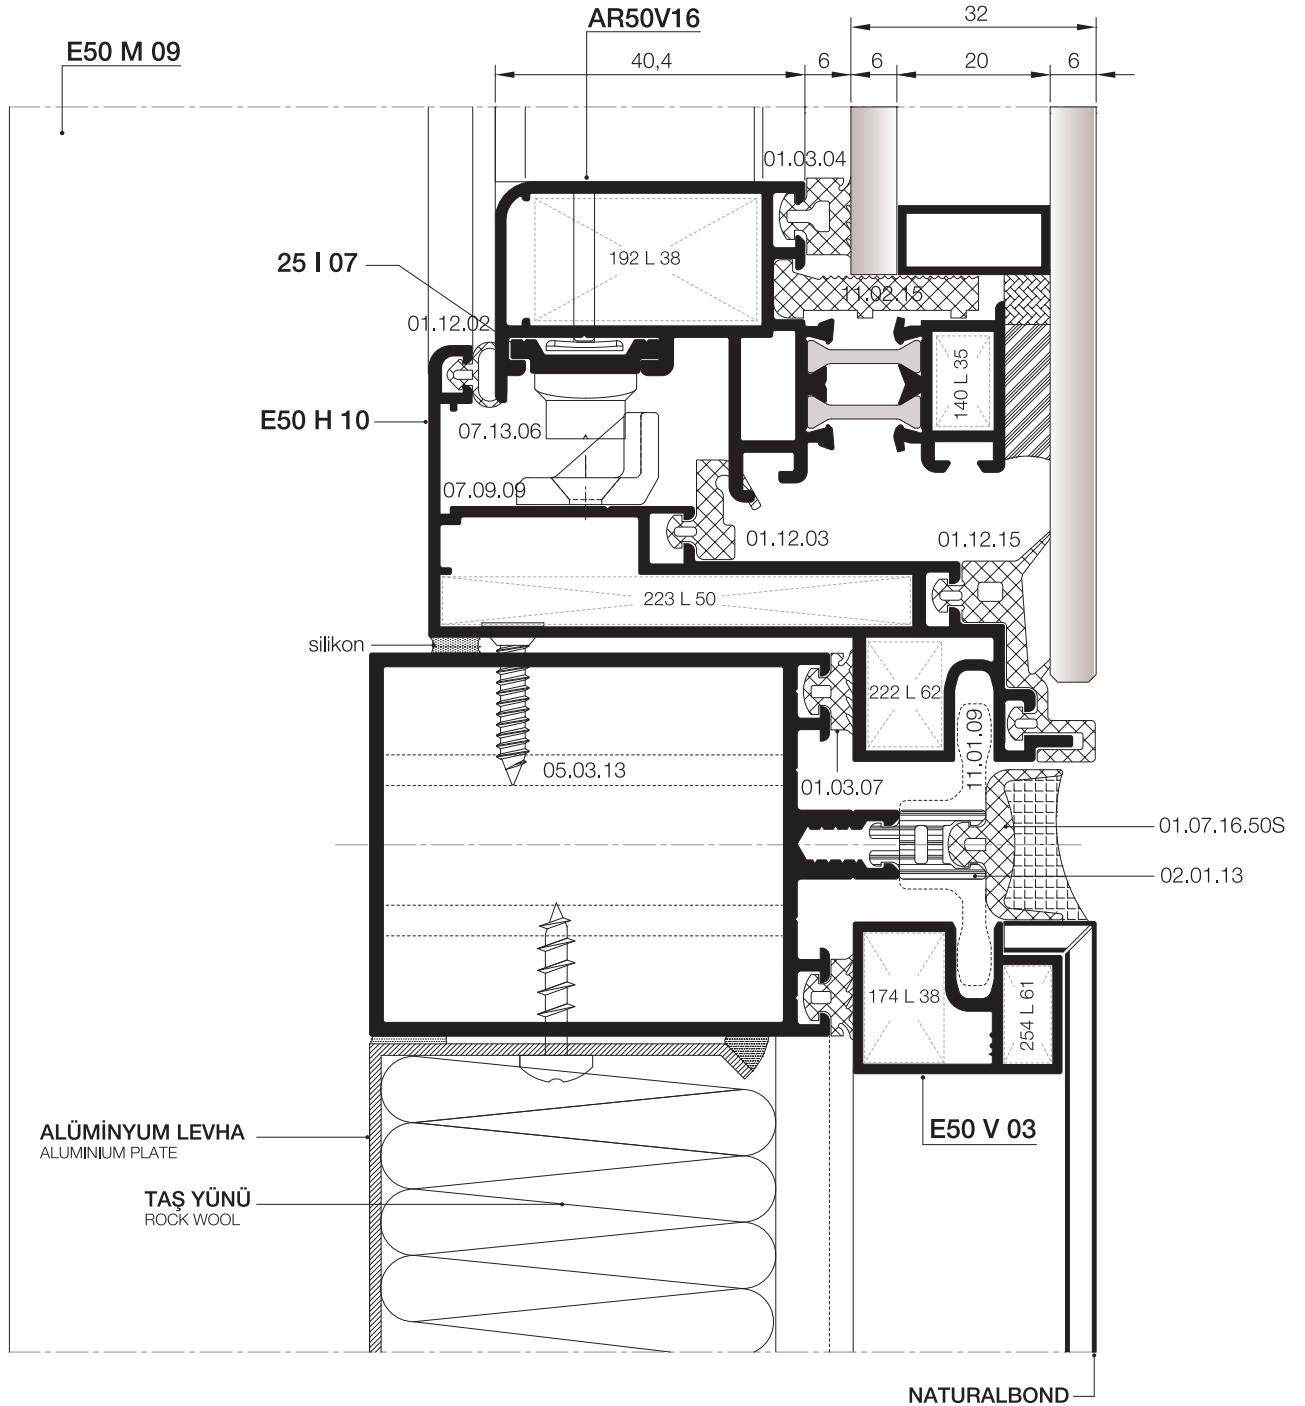 AR50V16
32
E50 M 09
40,4
6
6
20
6
01.03.04
192 L 38
25 I 07
11.02.15
01.12.02
140 L 35
E50 H 10
07.13.06
07.09.09
01.12.03
01.12.15
223 L 50
silikon
222 L 62
11.01.09
05.03.13
01.03.07
01.07.16.50S
02.01.13
174 L 38
254 L 61
E50 V 03
ALÜMİNYUM LEVHA
ALUMINIUM PLATE
TAŞ YÜNÜ
ROCK WOOL
NATURALBOND